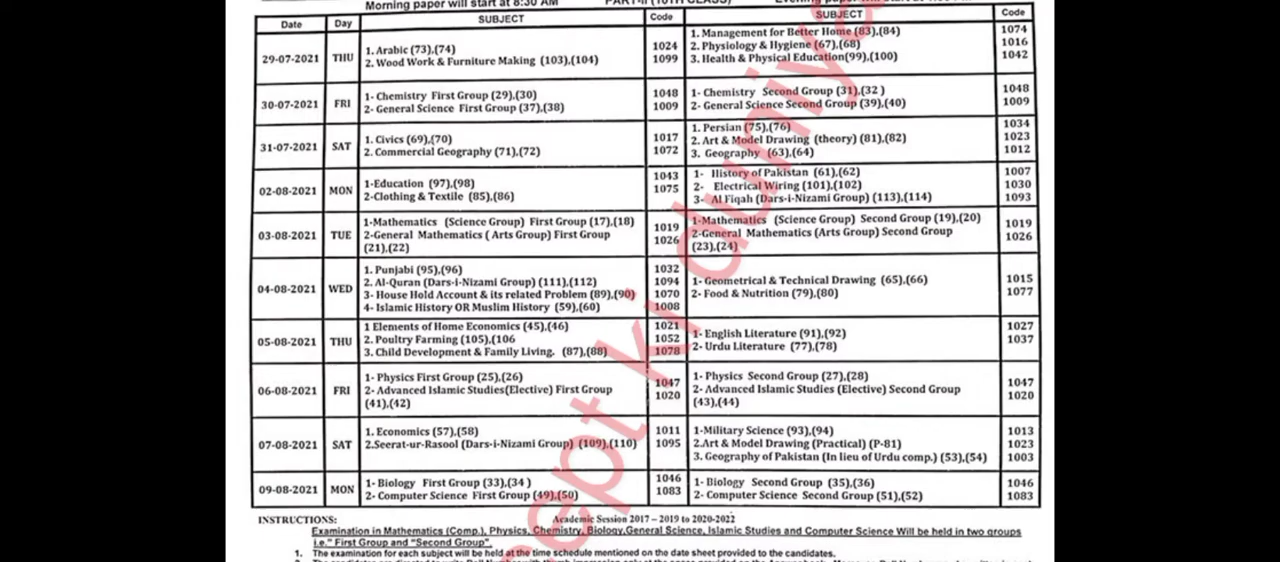 Morning paper will start at 8:30 AM
Date Day SUBJECT Code SUBJECT Code
29-07-2021 THU
1. Arabic (73),(74) 1024
2. Wood Work & Furniture Making (103),(104) 1099
1. Management for Better Home (83),(84) 1074
2. Physiology & Hygiene (67),(68) 1016
3. Health & Physical Education(99),(100) 1042
30-07-2021 FRI
1- Chemistry First Group (29),(30) 1048
2- General Science First Group (37),(38) 1009
1- Chemistry Second Group (31),(32 ) 1048
2- General Science Second Group (39),(40) 1009
31-07-2021 SAT
1. Civics (69),(70) 1017
2. Commercial Geography (71),(72) 1072
1. Persian (75),(76) 1034
2. Art & Model Drawing (theory) (81),(82) 1023
3. Geography (63),(64) 1012
02-08-2021 MON
1-Education (97),(98) 1043
2-Clothing & Textile (85),(86) 1075
1- History of Pakistan (61),(62) 1007
2- Electrical Wiring (101),(102) 1030
3- Al Fiqah (Dars-i-Nizami Group) (113),(114) 1093
03-08-2021 TUE
1-Mathematics (Science Group) First Group (17),(18) 1019
2-General Mathematics ( Arts Group) First Group 1026
(21),(22)
1-Mathematics (Science Group) Second Group (19),(20) 1019
2-General Mathematics (Arts Group) Second Group 1026
(23),(24)
04-08-2021 WED
1. Punjabi (95),(96) 1032
2. Al-Quran (Dars-i-Nizami Group) (111),(112) 1094
3- House Hold Account & its related Problem (89),(90) 1070
4- Islamic History OR Muslim History (59),(60) 1008
1- Geometrical & Technical Drawing (65),(66) 1015
2- Food & Nutrition (79),(80) 1077
05-08-2021 THU
1 Elements of Home Economics (45),(46) 1021
2. Poultry Farming (105),(106 1052
3. Child Development & Family Living. (87),(88) 1078
1- English Literature (91),(92) 1027
2- Urdu Literature (77),(78) 1037
06-08-2021 FRI
1- Physics First Group (25),(26) 1047
2- Advanced Islamic Studies(Elective) First Group 1020
(41),(42)
1- Physics Second Group (27),(28) 1047
2- Advanced Islamic Studies (Elective) Second Group 1020
(43),(44)
07-08-2021 SAT
1. Economics (57),(58) 1011
2.Seerat-ur-Rasool (Dars-i-Nizami Group) (109),(110) 1095
1-Military Science (93),(94) 1013
2.Art & Model Drawing (Practical) (P-81) 1023
3. Geography of Pakistan (In lieu of Urdu comp.) (53),(54) 1003
09-08-2021 MON
1- Biology First Group (33),(34 ) 1046
2- Computer Science First Group (49),(50) 1083
1- Biology Second Group (35),(36) 1046
2- Computer Science Second Group (51),(52) 1083
INSTRUCTIONS: Academic Session 2017 – 2019 to 2020-2022
Examination in Mathematics (Comp.), Physics, Chemistry, Biology,General Science, Islamic Studies and Computer Science Will be held in two groups
i.e." First Group and "Second Group".
1. The examination for each subject will be held at the time schedule mentioned on the date sheet provided to the candidates.
ept ki duniya